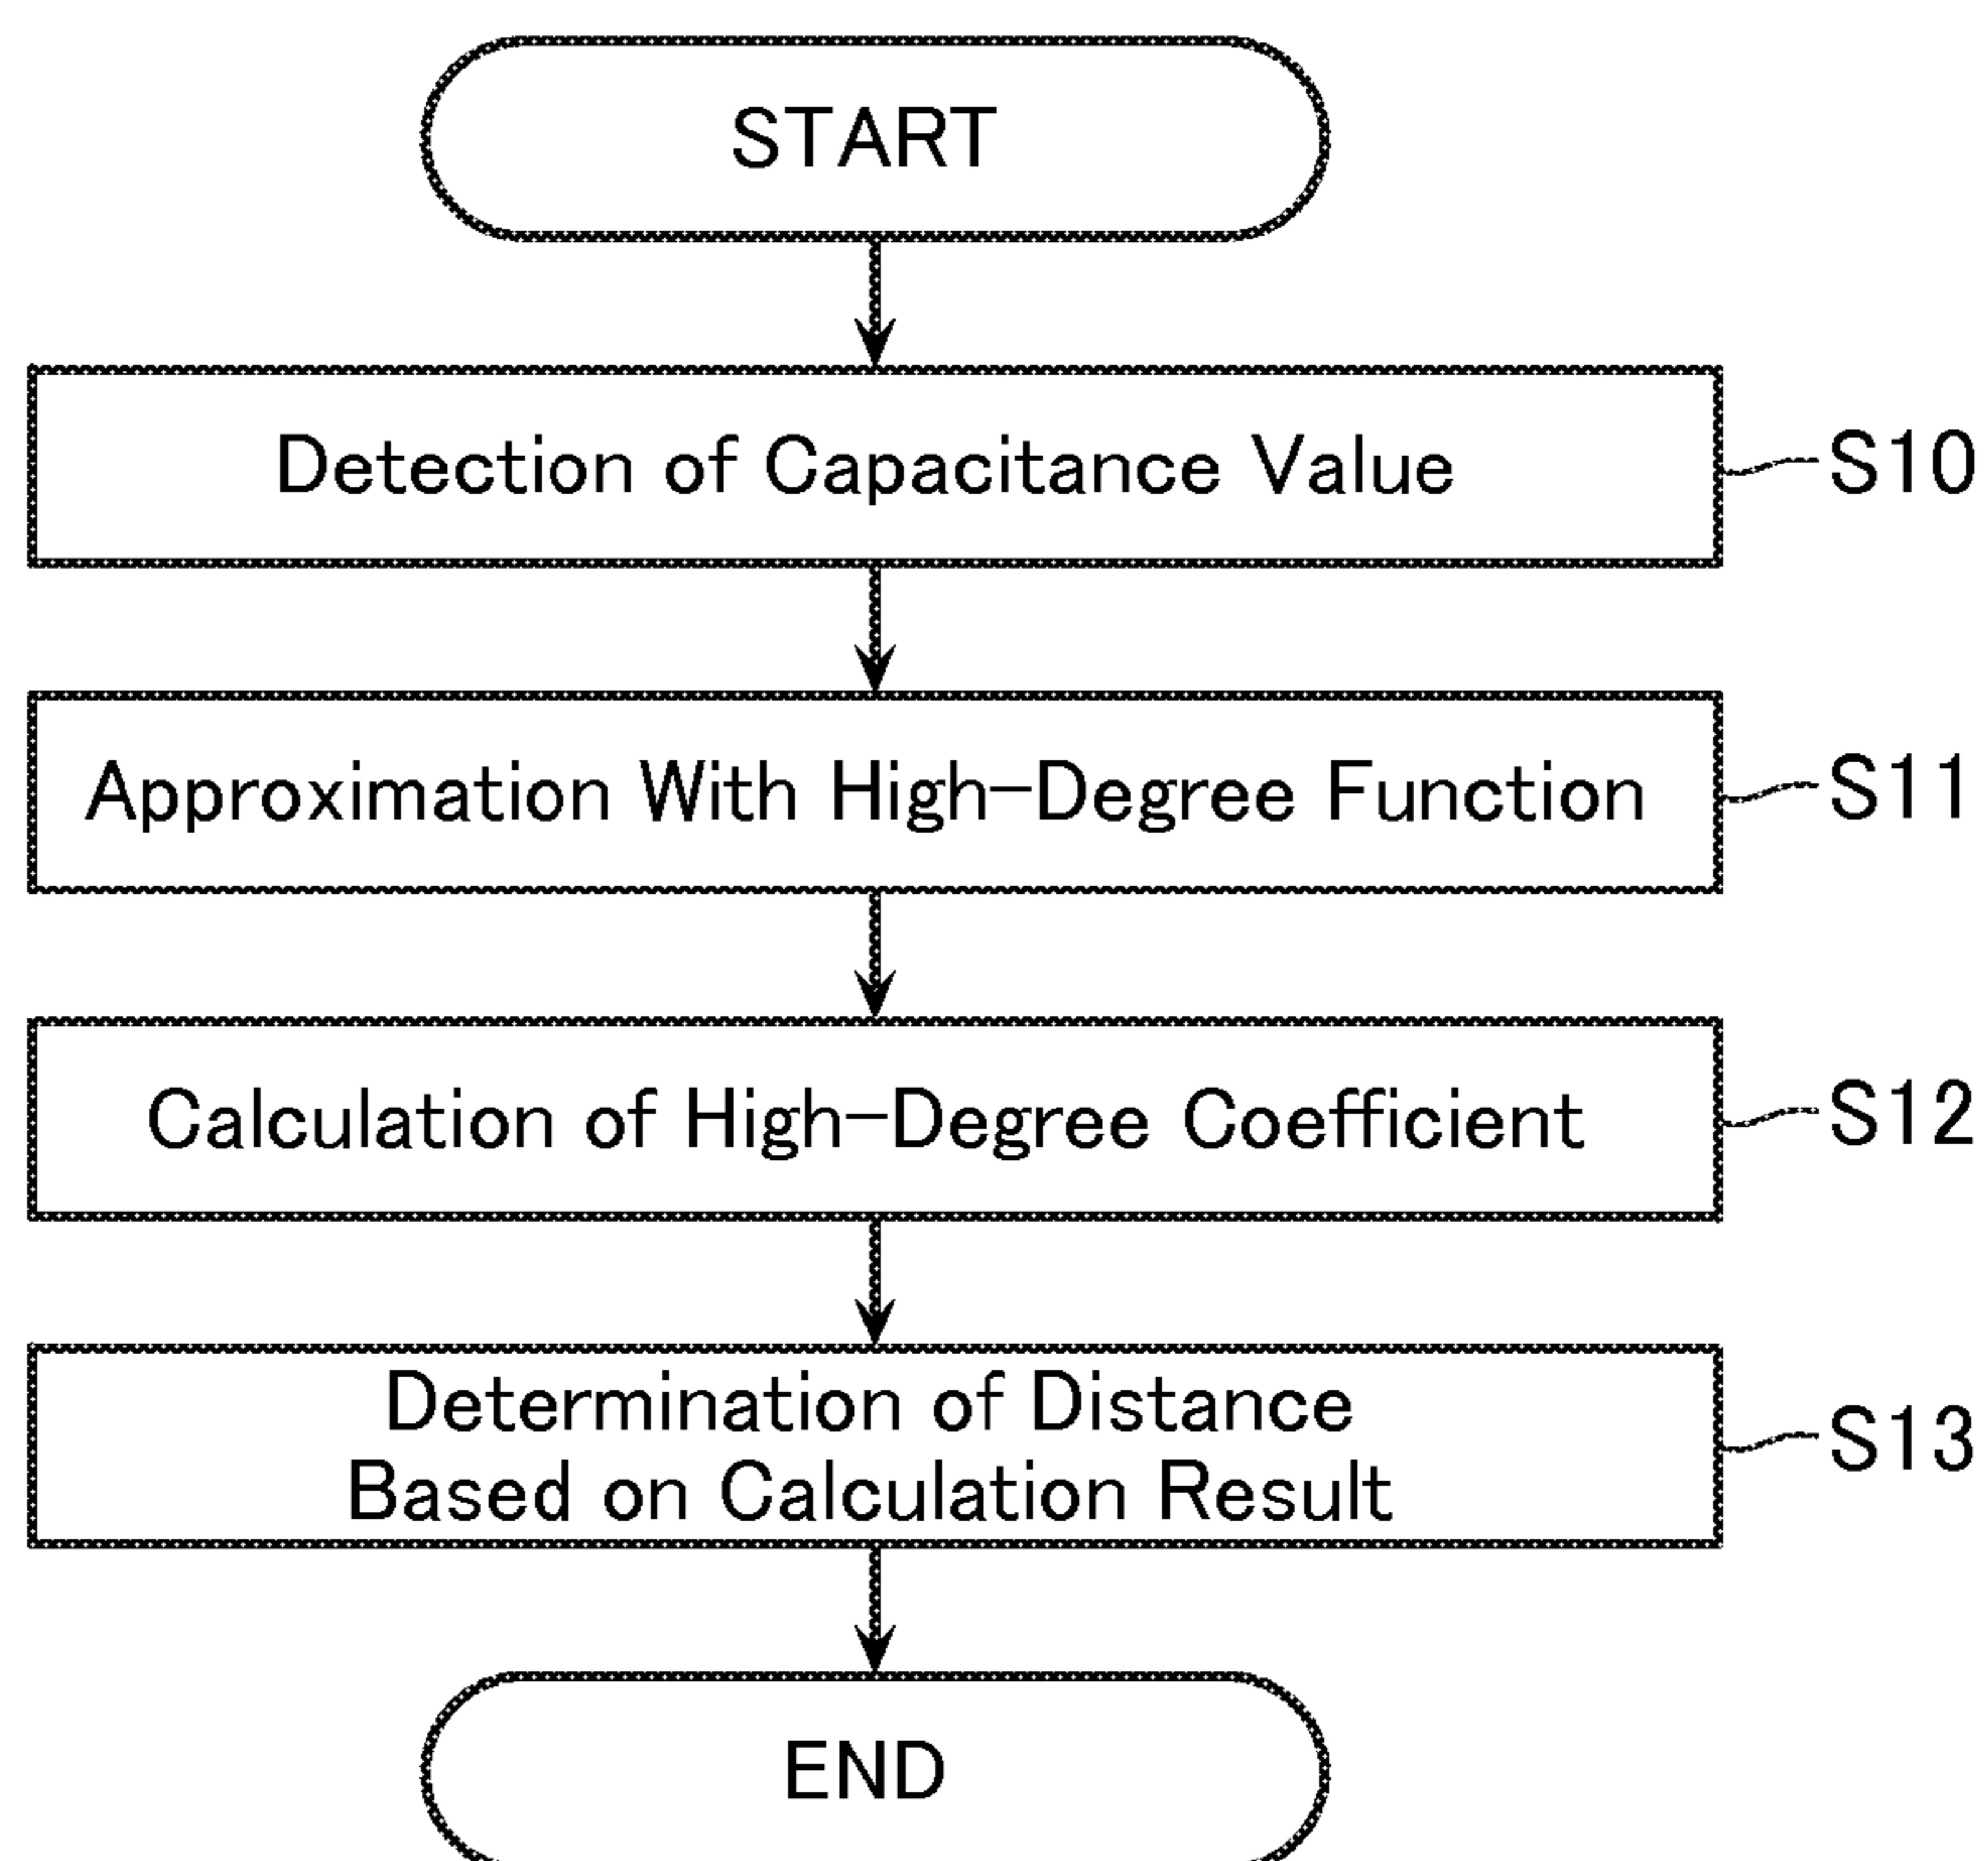 START
Detection of Capacitance Value
S10
Approximation With High-Degree Function
S11
Calculation of High-Degree Coefficient
S12
Determination of Distance
Based on Calculation Result
S13
END